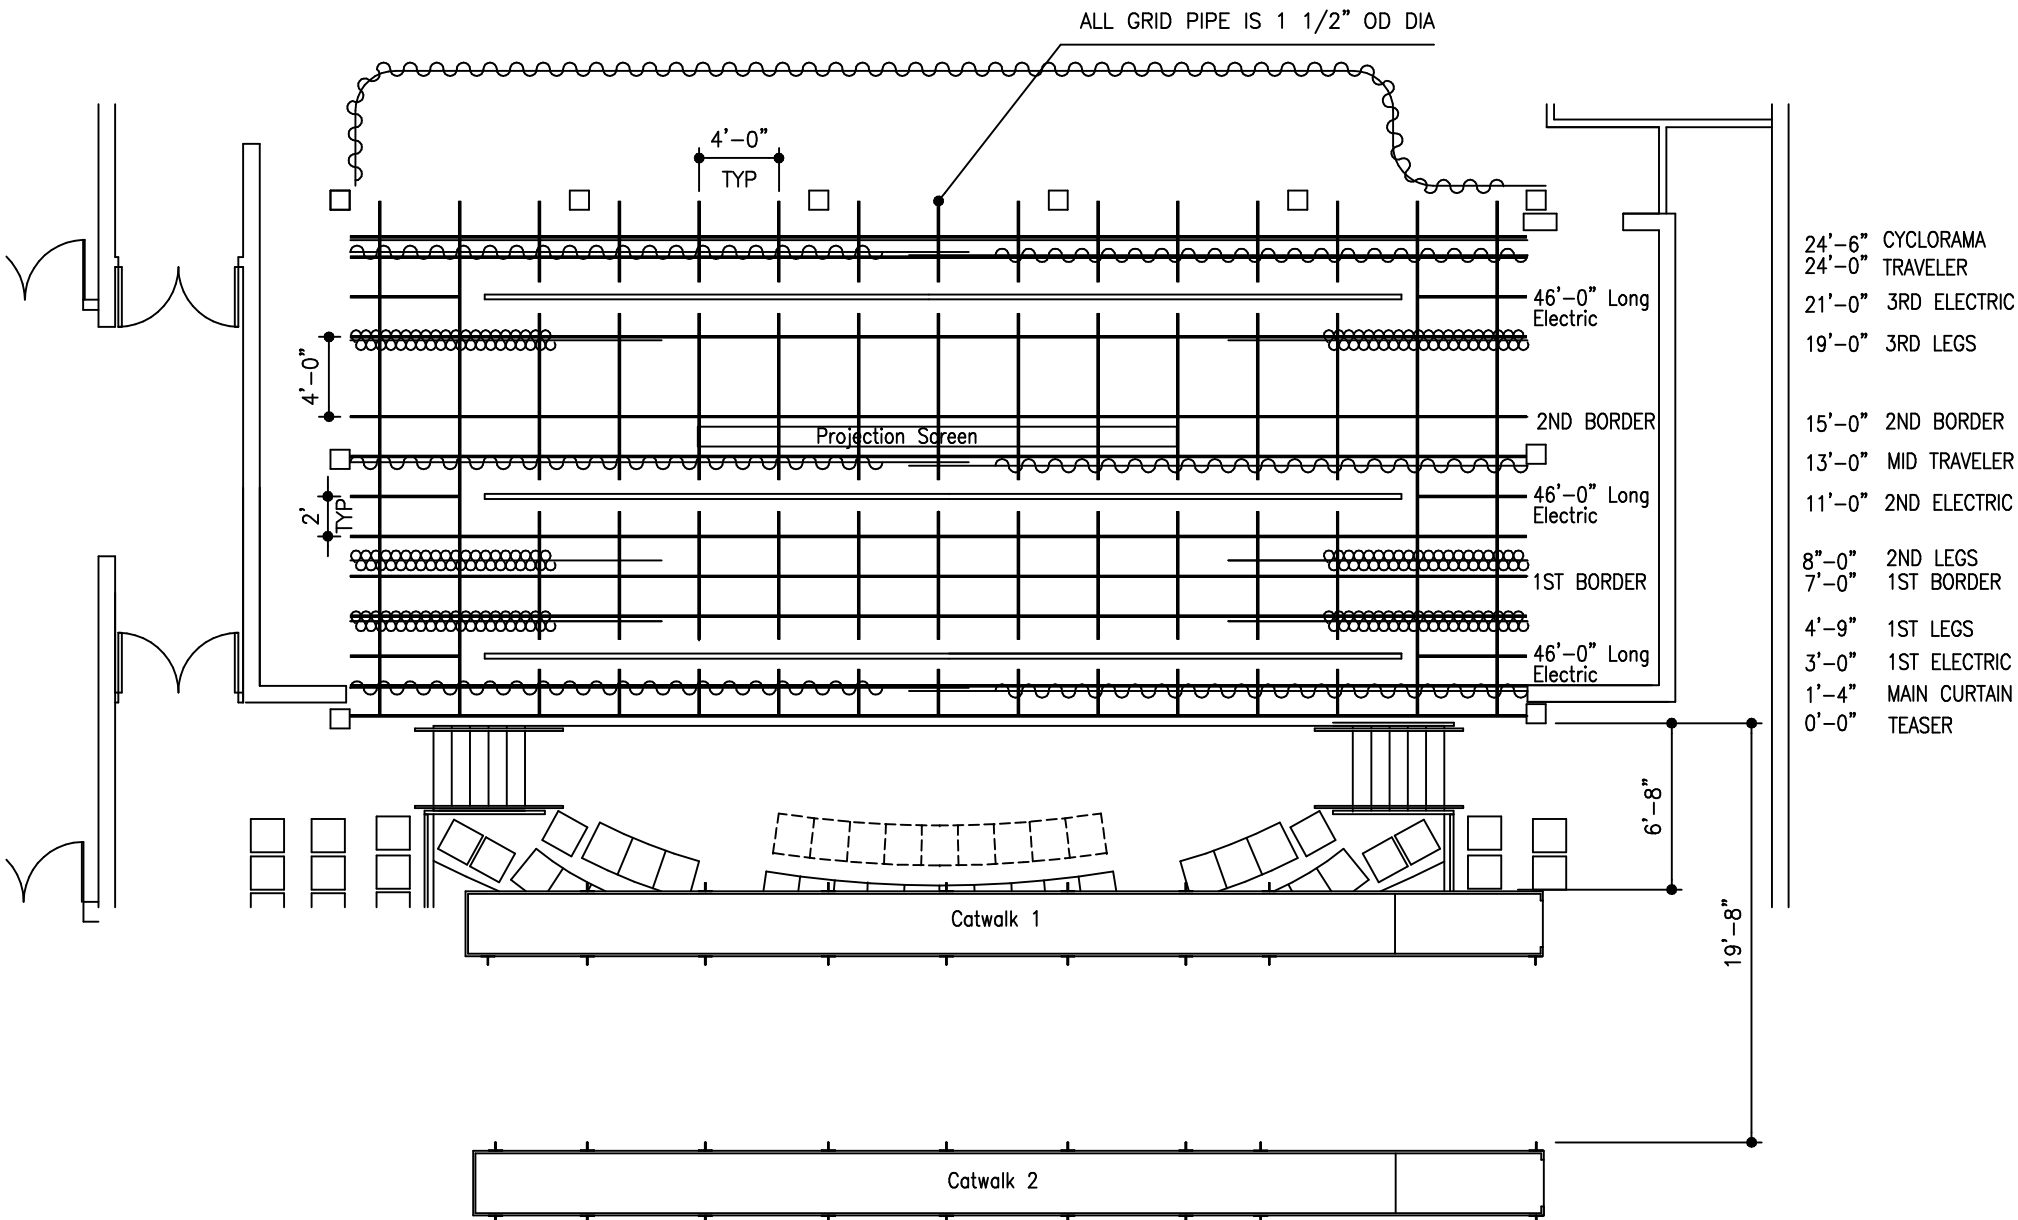 ALL GRID PIPE IS 1 1/2" OD DIA
4'-0"
TYP
24'-6" CYCLORAMA
24'-0" TRAVELER
46'-0" Long
Electric
21'-0" 3RD ELECTRIC
19'-0" 3RD LEGS
4'-0"
2ND BORDER
15'-0" 2ND BORDER
Projection Screen
13'-0" MID TRAVELER
46'-0" Long
Electric
11'-0" 2ND ELECTRIC
2'
TYP
8"-0" 2ND LEGS
1ST BORDER
7'-0" 1ST BORDER
4'-9" 1ST LEGS
46'-0" Long
Electric
3'-0" 1ST ELECTRIC
1'-4" MAIN CURTAIN
0'-0" TEASER
6'-8"
19'-8"
Catwalk 1
Catwalk 2